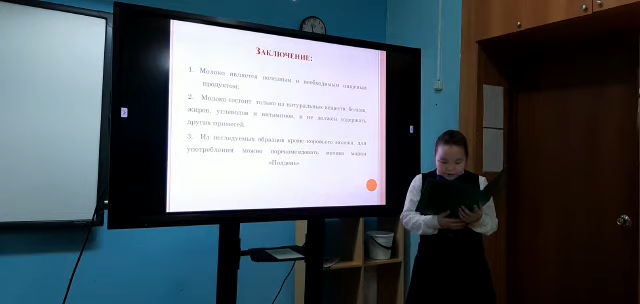 ЗАКЛЮЧЕНИЕ:
1. Молоко является полезным и необходимым пищевым
продуктом;
2. Молоко состоит только из натуральных веществ: белков,
жиров, углеводов и витаминов, и не должно содержать
других примесей.
3. Из исследуемых образцов кроме коровьего молока, для
употребления можно порекомендовать молоко марки